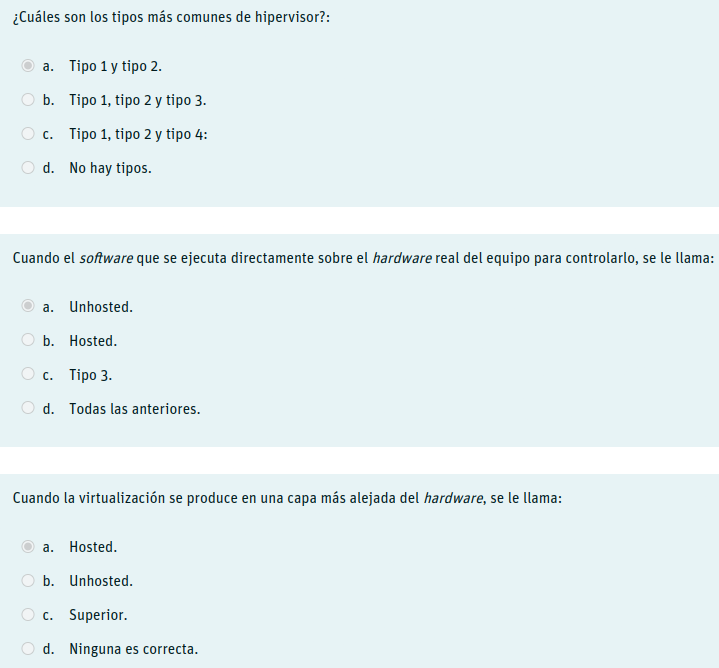 ¿Cuáles son los tipos más comunes de hipervisor?:
a. Tipo 1 y tipo 2.
b. Tipo 1, tipo 2 y tipo 3.
c. Tipo 1, tipo 2 y tipo 4:
d. No hay tipos.
Cuando el software que se ejecuta directamente sobre el hardware real del equipo para controlarlo, se le llama:
a. Unhosted.
b. Hosted.
c. Tipo 3.
d. Todas las anteriores.
Cuando la virtualización se produce en una capa más alejada del hardware, se le llama:
a. Hosted.
b. Unhosted.
c. Superior.
d. Ninguna es correcta.